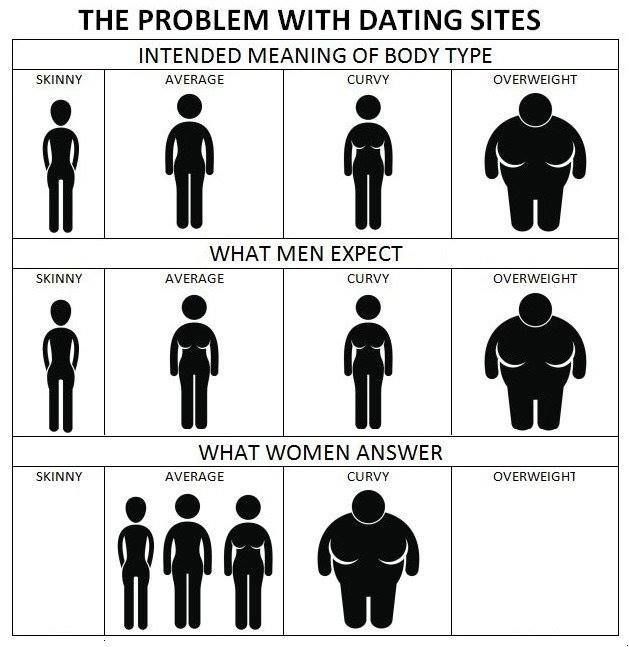 THE PROBLEM WITH DATING SITES
INTENDED MEANING OF BODY TYPE
SKINNY AVERAGE CURVY OVERWEIGHT
WHAT MEN EXPECT
SKINNY AVERAGE CURVY OVERWEIGHT
WHAT WOMEN ANSWER
SKINNY AVERAGE CURVY OVERWEIGHT